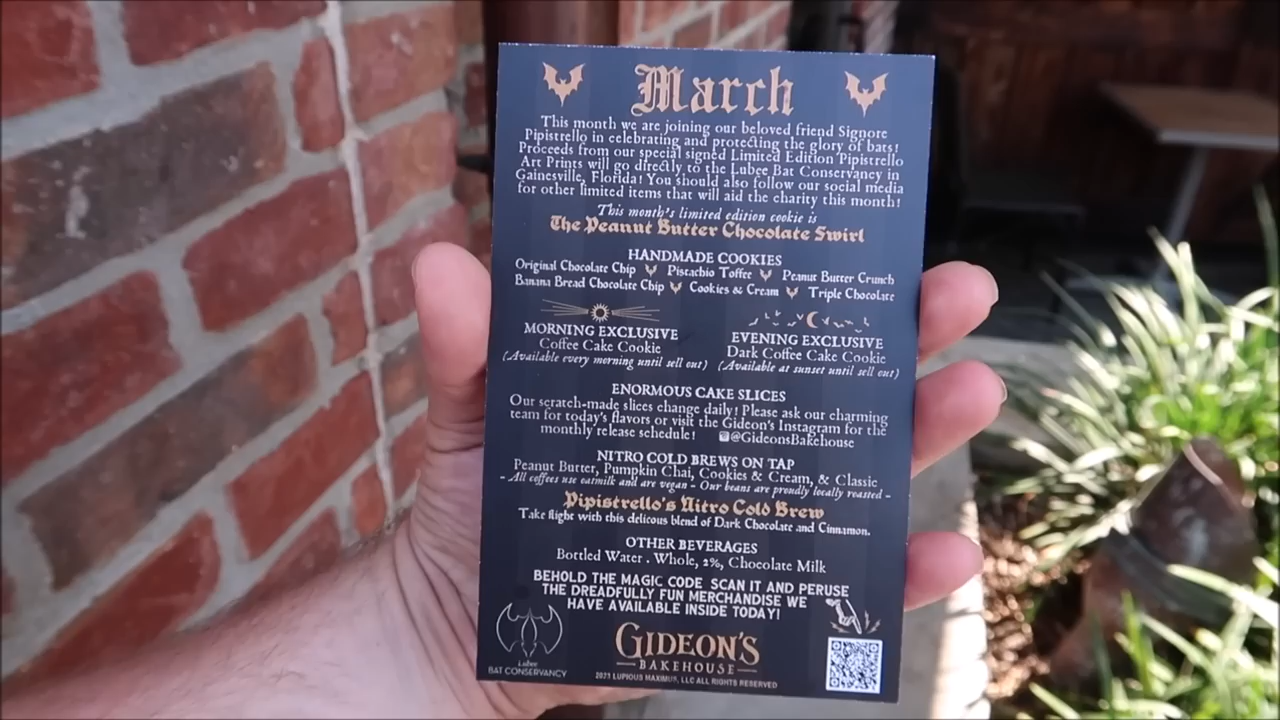 March
This month we are joining our beloved friend Signore
Pipistrello in celebrating and protecting the glory of bats!
Proceeds from our special signed Limited Edition Pipistrello
Art Prints will go directly to the Lubee Bat Conservancy in
Gainesville, Florida! You should also follow our social media
for other limited items that will aid the charity this month!
This month's limited edition cookie is
The Peanut Butter Chocolate Swirl
HANDMADE COOKIES
Original Chocolate Chip Pistachio Toffee Peanut Butter Crunch
Banana Bread Chocolate Chip Cookies & Cream Triple Chocolate
MORNING EXCLUSIVE
Coffee Cake Cookie
(Available every morning until sell out)
EVENING EXCLUSIVE
Dark Coffee Cake Cookie
(Available at sunset until sell out)
ENORMOUS CAKE SLICES
Our scratch-made slices change daily! Please ask our charming
team for today's flavors or visit the Gideon's Instagram for the
monthly release schedule! @GideonsBakehouse
NITRO COLD BREWS ON TAP
Peanut Butter, Pumpkin Chai, Cookies & Cream, & Classic
- All coffees use oatmilk and are vegan - Our beans are proudly locally roasted -
Pipistrello's Nitro Cold Brew
Take flight with this delicous blend of Dark Chocolate and Cinnamon.
OTHER BEVERAGES
Bottled Water . Whole, 2%, Chocolate Milk
BEHOLD THE MAGIC CODE SCAN IT AND PERUSE
THE DREADFULLY FUN MERCHANDISE WE
HAVE AVAILABLE INSIDE TODAY!
Lubee
BAT CONSERVANCY
GIDEON'S
BAKEHOUSE
2021 LUPIOUS MAXIMUS, LLC ALL RIGHTS RESERVED